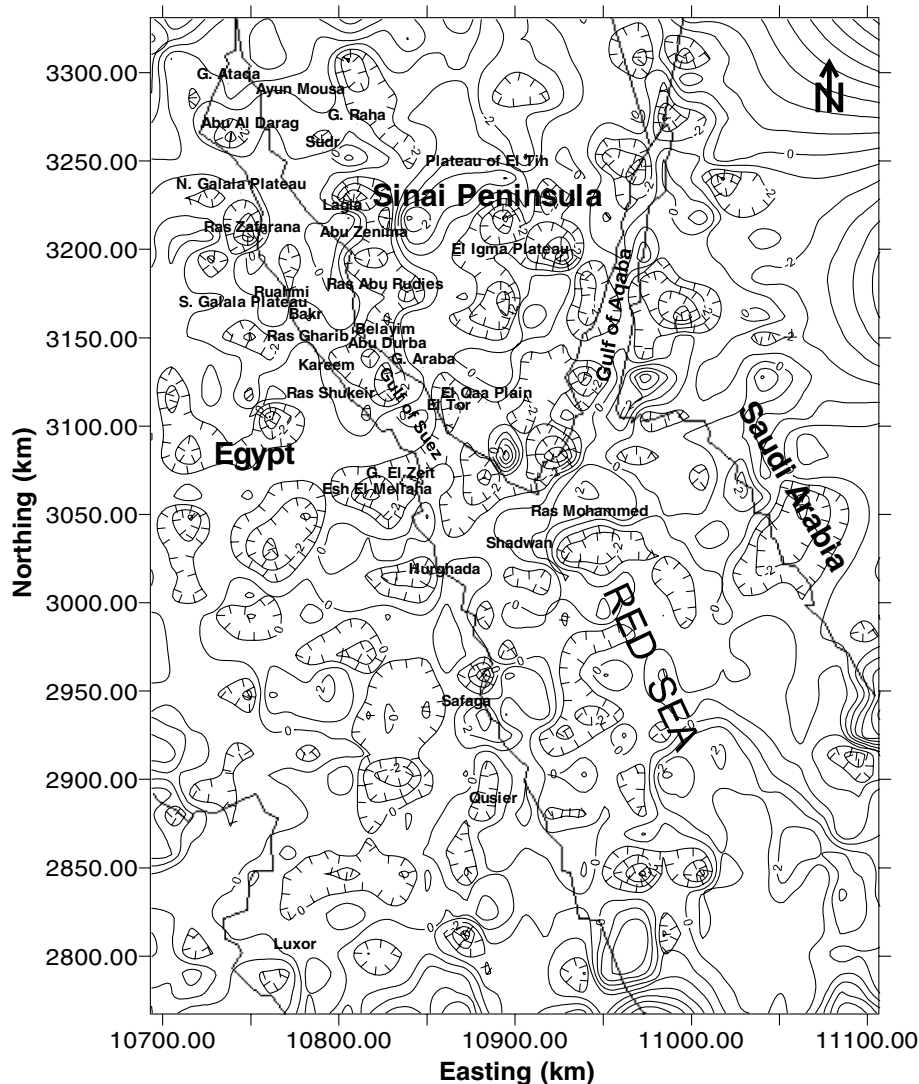 3300.00
G. Ataqa
Ayun Mousa
G. Raha
Abu Al Darag
Sudr
N
3250.00
Plateau of El Tih
N. Galala Plateau
Sinai Peninsula
Lagia
Ras Zafarana
Abu Zenima
3200.00
El Igma Plateau
Ras Abu Rudies
Ruahmi
S. Galala Plateau
Bakr
Gulf of Aqaba
3150.00
Ras Gharib
Belayim
Abu Durba
Kareem
G. Araba
Ras Shukeir
Gulf of Suez
El Qaa Plain
El Tor
3100.00
Egypt
Saudi Arabia
G. El Zeit
Esh El Mellaha
3050.00
Ras Mohammed
Shadwan
Hurghada
3000.00
RED SEA
2950.00
Safaga
2900.00
Qusier
2850.00
Luxor
2800.00
Northing (km)
10700.00 10800.00 10900.00 11000.00 11100.00
Easting (km)